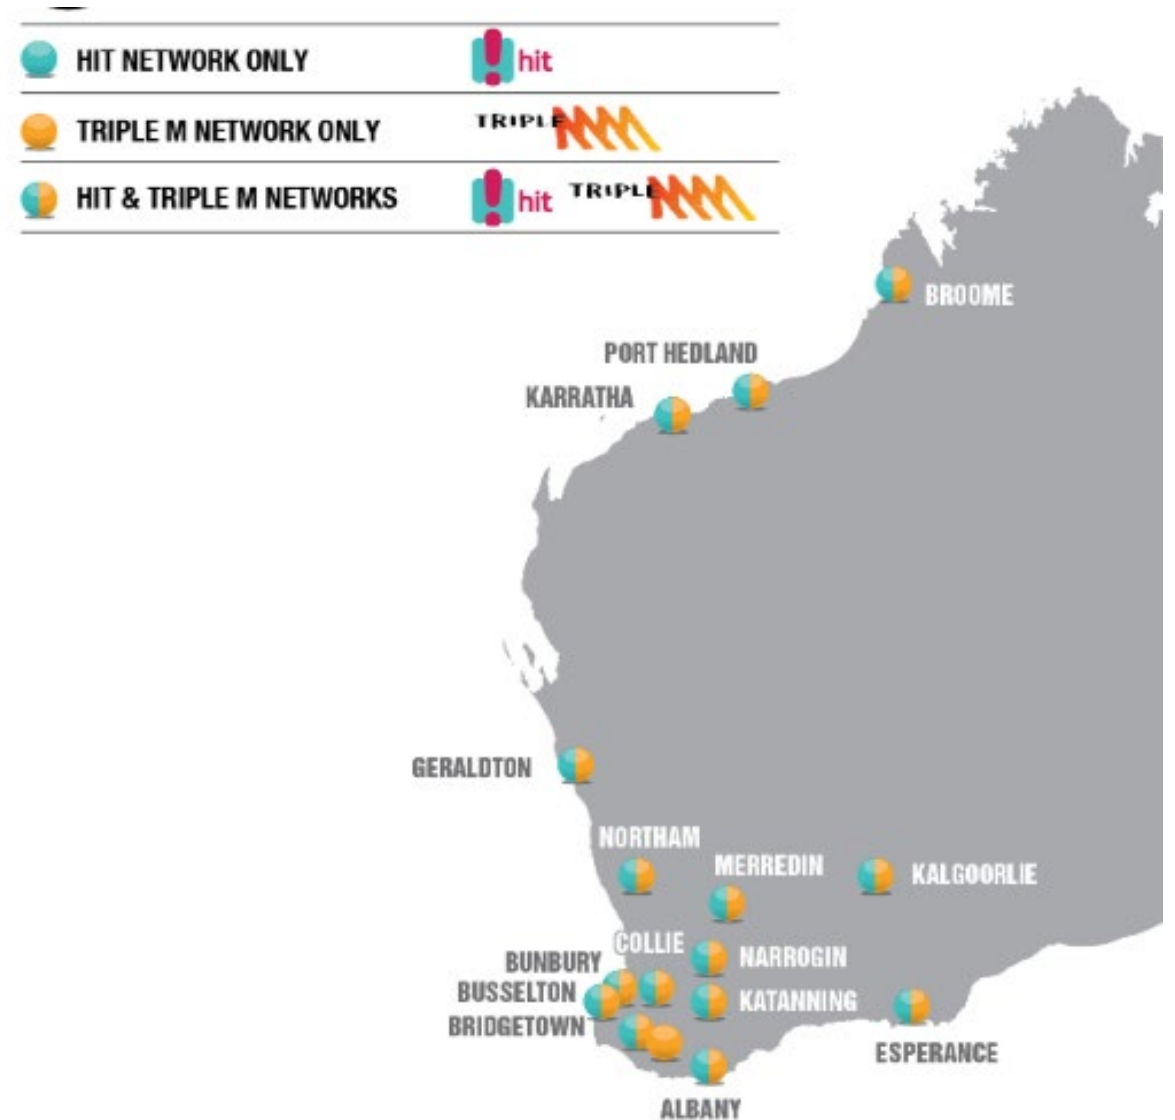 HIT NETWORK ONLY hit
TRIPLE M NETWORK ONLY TRIPLE
HIT & TRIPLE M NETWORKS hit TRIPLE
BROOME
PORT HEDLAND
KARRATHA
GERALDTON
NORTHAM
MERREDIN
KALGOORLIE
COLLIE
NARROGIN
BUNBURY
BUSSELTON
KATANNING
BRIDGETOWN
ESPERANCE
ALBANY